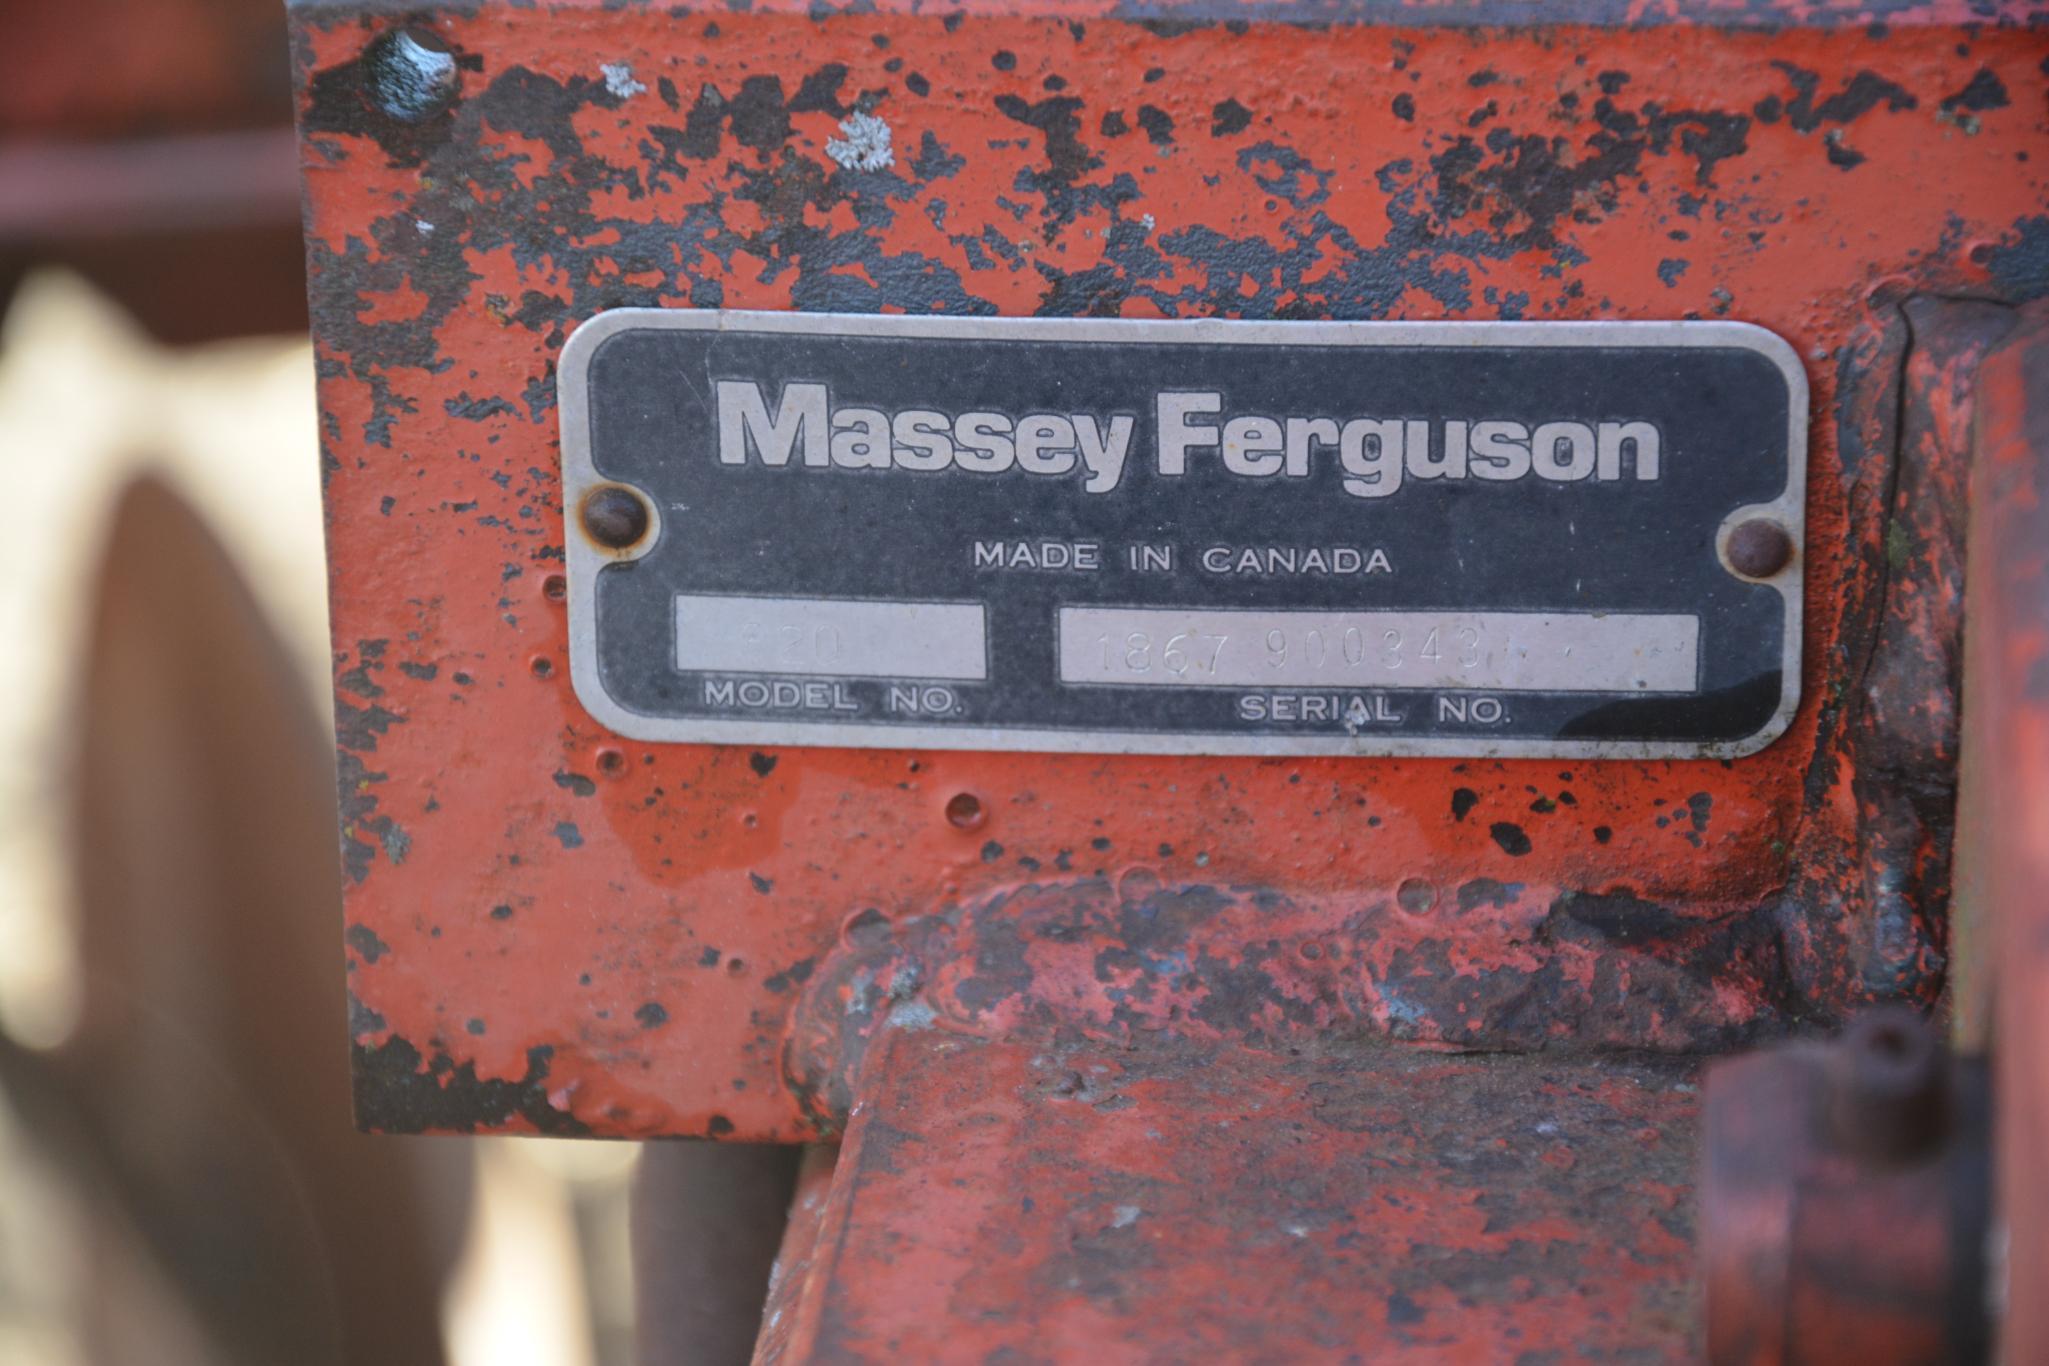 Massey Ferguson
MADE IN CANADA
1867 900343
MODEL NO. SERIAL NO.